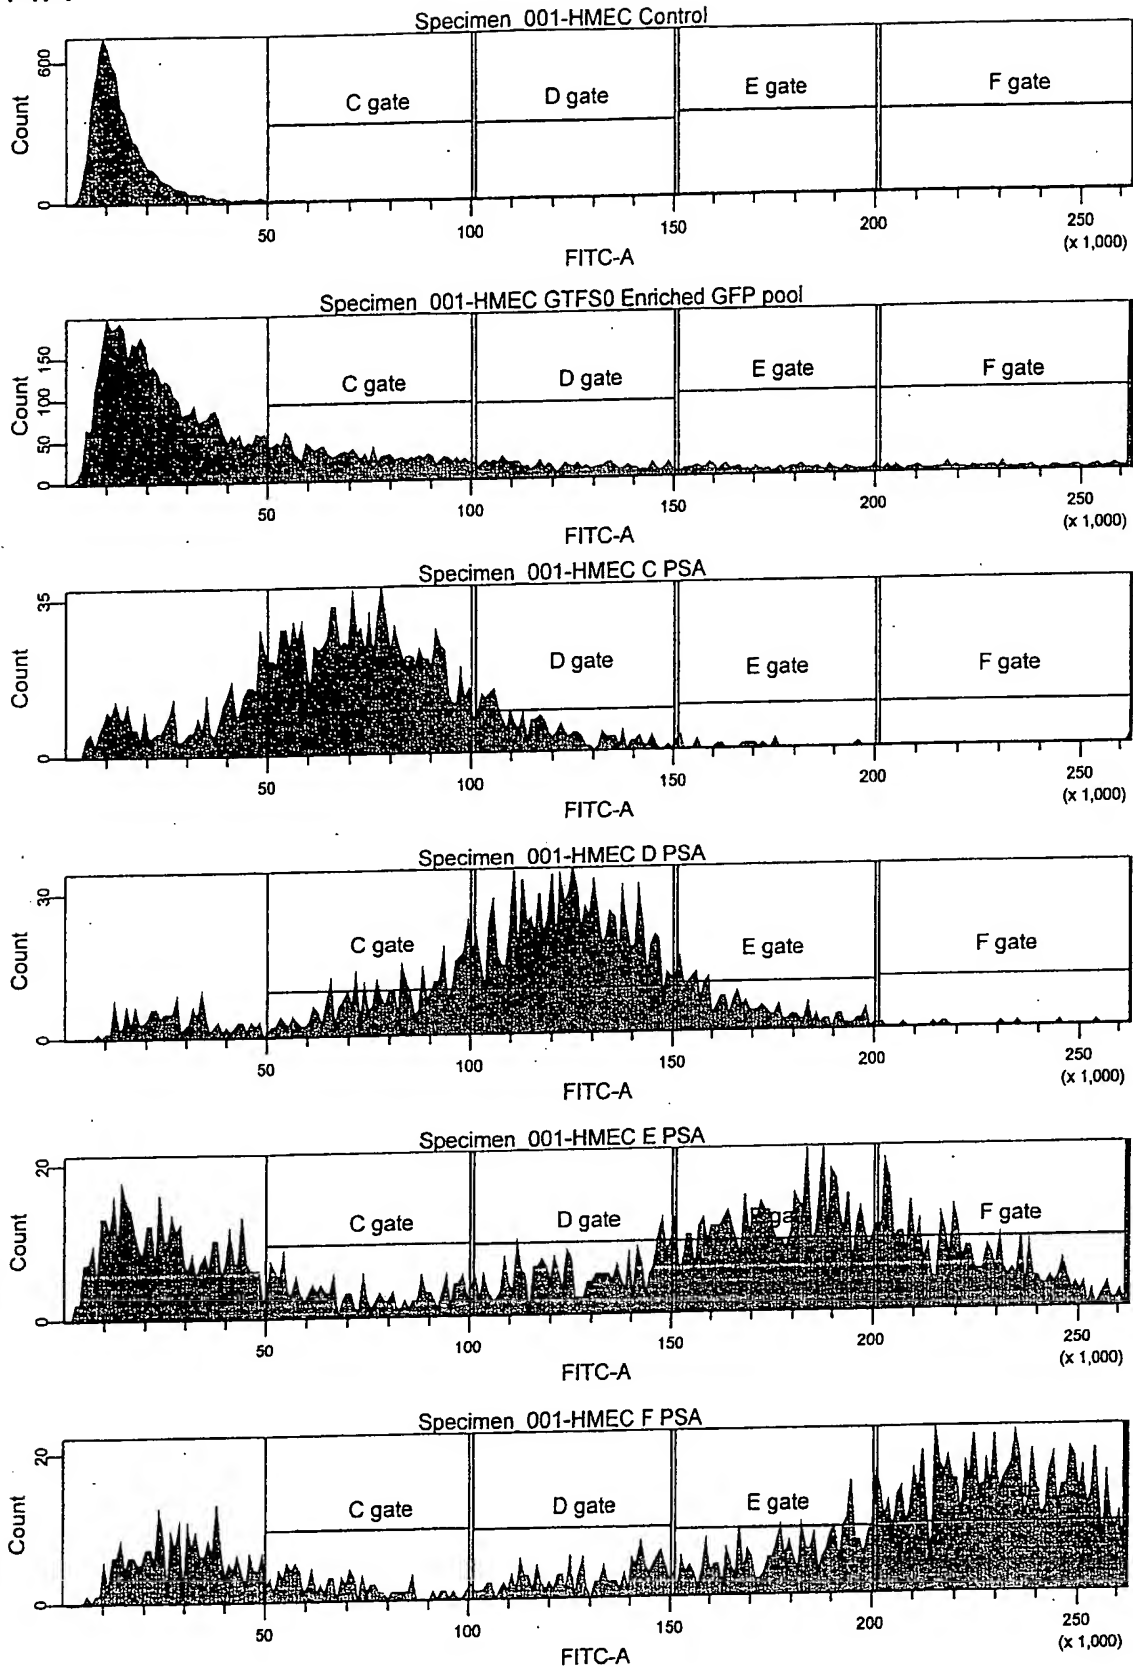 Specimen_001-HMEC Control
600
Count
C gate
D gate
E gate
F gate
0
50
100
150
200
250
(x 1,000)
FITC-A
Specimen_001-HMEC GTFS0 Enriched GFP pool
150
100
50
0
Count
C gate
D gate
E gate
F gate
50
100
150
200
250
(x 1,000)
FITC-A
Specimen_001-HMEC C PSA
35
Count
D gate
E gate
F gate
0
50
100
150
200
250
(x 1,000)
FITC-A
Specimen_001-HMEC D PSA
30
Count
C gate
E gate
F gate
0
50
100
150
200
250
(x 1,000)
FITC-A
Specimen_001-HMEC E PSA
20
Count
C gate
D gate
F gate
0
50
100
150
200
250
(x 1,000)
FITC-A
Specimen_001-HMEC F PSA
20
Count
C gate
D gate
E gate
0
50
100
150
200
250
(x 1,000)
FITC-A